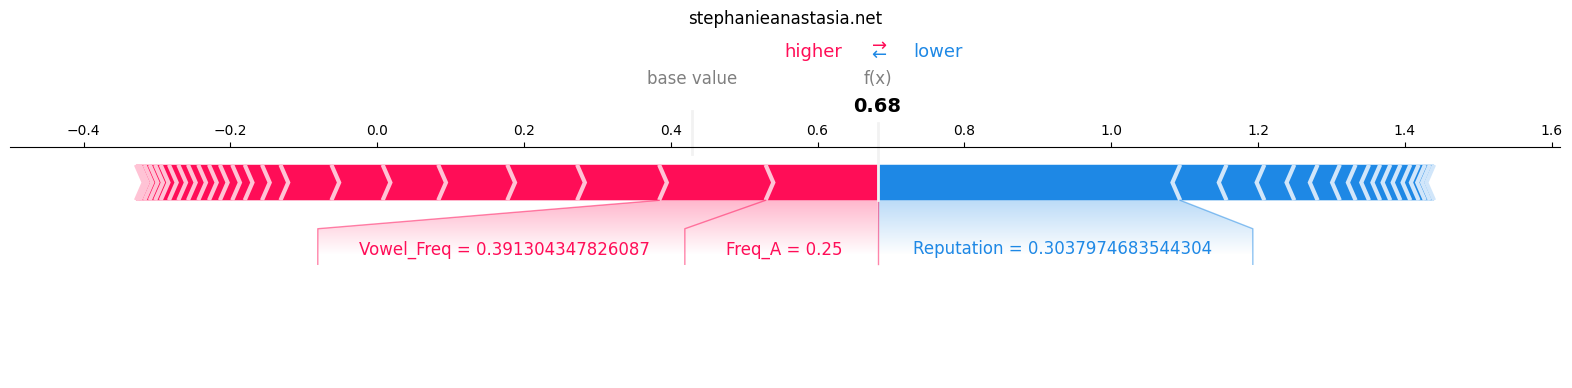 stephanieanastasia.net
higher → ← lower
base value f(x)
0.68
−0.4 −0.2 0.0 0.2 0.4 0.6 0.8 1.0 1.2 1.4 1.6
Vowel_Freq = 0.391304347826087 Freq_A = 0.25 Reputation = 0.3037974683544304